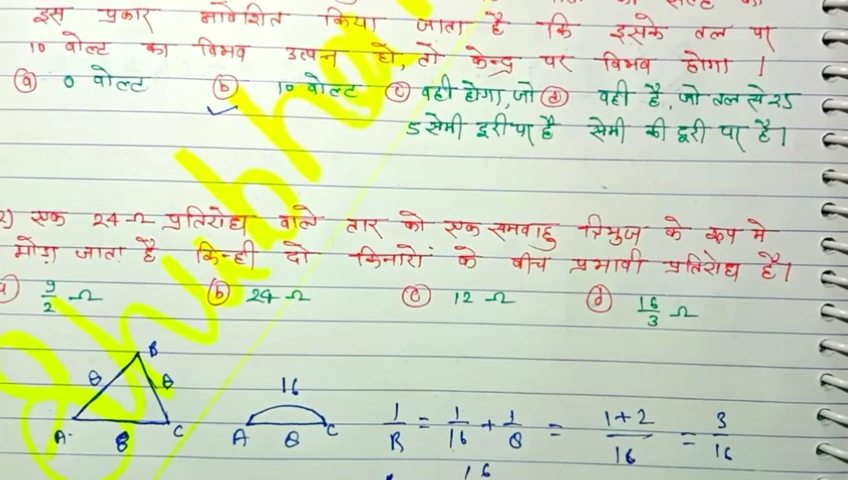 इस प्रकार आवेशित किया जाता है कि इसके तल पर
10 वोल्ट का विभव उत्पन्न हो, तो केन्द्र पर विभव होगा ।
(a) 0 वोल्ट (b) 10 वोल्ट (c) वही होगा, जो (d) वही है, जो तल से 25
5 सेमी दूरी पर है सेमी की दूरी पर है।
2) एक 24 Ω प्रतिरोध वाले तार को एक समबाहु त्रिभुज के रूप मे
मोड़ा जाता है किन्ही दो किनारों के बीच प्रभावी प्रतिरोध है।
(a) 9/2 Ω (b) 24 Ω (c) 12 Ω (d) 16/3 Ω
B
8 8
A 8 C
16
A 8 C
1/R = 1/16 + 1/8 = 1+2/16 = 3/16
16